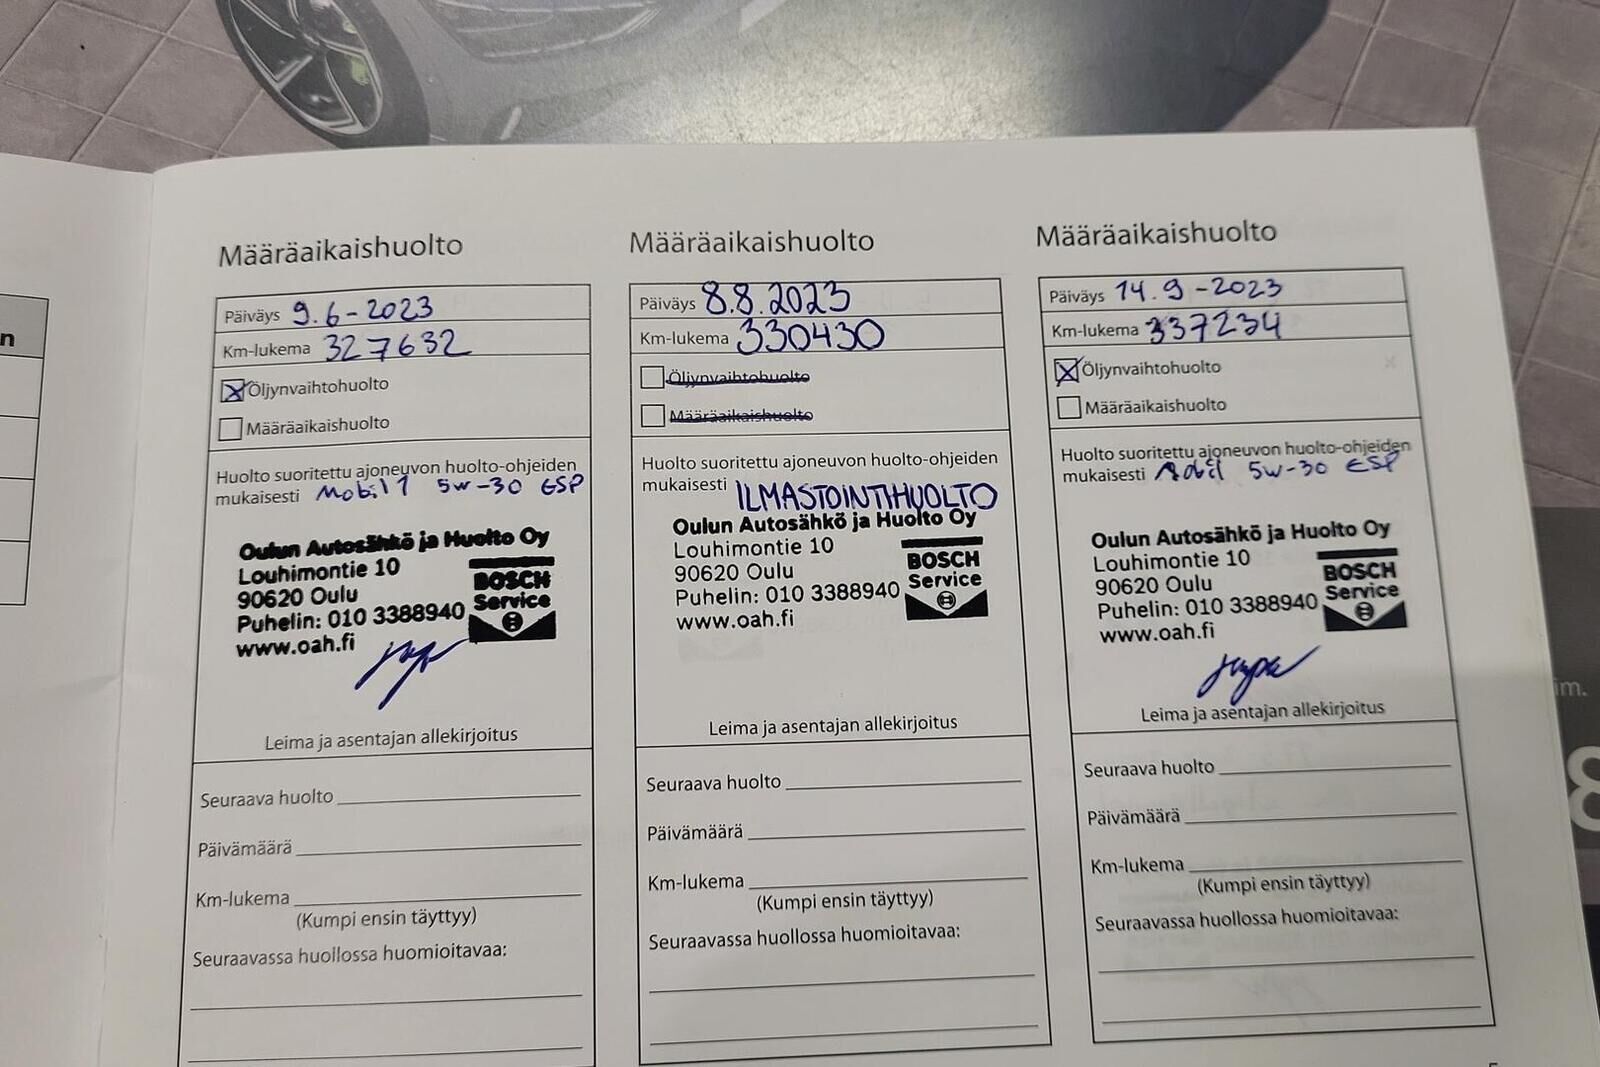 n
Määräaikaishuolto
Päiväys 9.6-2023
Km-lukema 327632
Öljynvaihtohuolto
Määräaikaishuolto
Huolto suoritettu ajoneuvon huolto-ohjeiden
mukaisesti Mobil 1 5w-30 ESP
Oulun Autosähkö ja Huolto Oy
Louhimontie 10
90620 Oulu
Puhelin: 010 3388940
www.oah.fi
BOSCH
Service
Leima ja asentajan allekirjoitus
Seuraava huolto
Päivämäärä
Km-lukema
(Kumpi ensin täyttyy)
Seuraavassa huollossa huomioitavaa:
Määräaikaishuolto
Päiväys 8.8.2023
Km-lukema 330430
Öljynvaihtohuolto
Määräaikaishuolto
Huolto suoritettu ajoneuvon huolto-ohjeiden
mukaisesti ILMASTOINTIHUOLTO
Oulun Autosähkö ja Huolto Oy
Louhimontie 10
90620 Oulu
Puhelin: 010 3388940
www.oah.fi
BOSCH
Service
Leima ja asentajan allekirjoitus
Seuraava huolto
Päivämäärä
Km-lukema
(Kumpi ensin täyttyy)
Seuraavassa huollossa huomioitavaa:
Määräaikaishuolto
Päiväys 14.9-2023
Km-lukema 337234
Öljynvaihtohuolto
Määräaikaishuolto
Huolto suoritettu ajoneuvon huolto-ohjeiden
mukaisesti 5w-30 ESP
Oulun Autosähkö ja Huolto Oy
Louhimontie 10
90620 Oulu
Puhelin: 010 3388940
www.oah.fi
BOSCH
Service
Leima ja asentajan allekirjoitus
Seuraava huolto
Päivämäärä
Km-lukema
(Kumpi ensin täyttyy)
Seuraavassa huollossa huomioitavaa:
im.
8